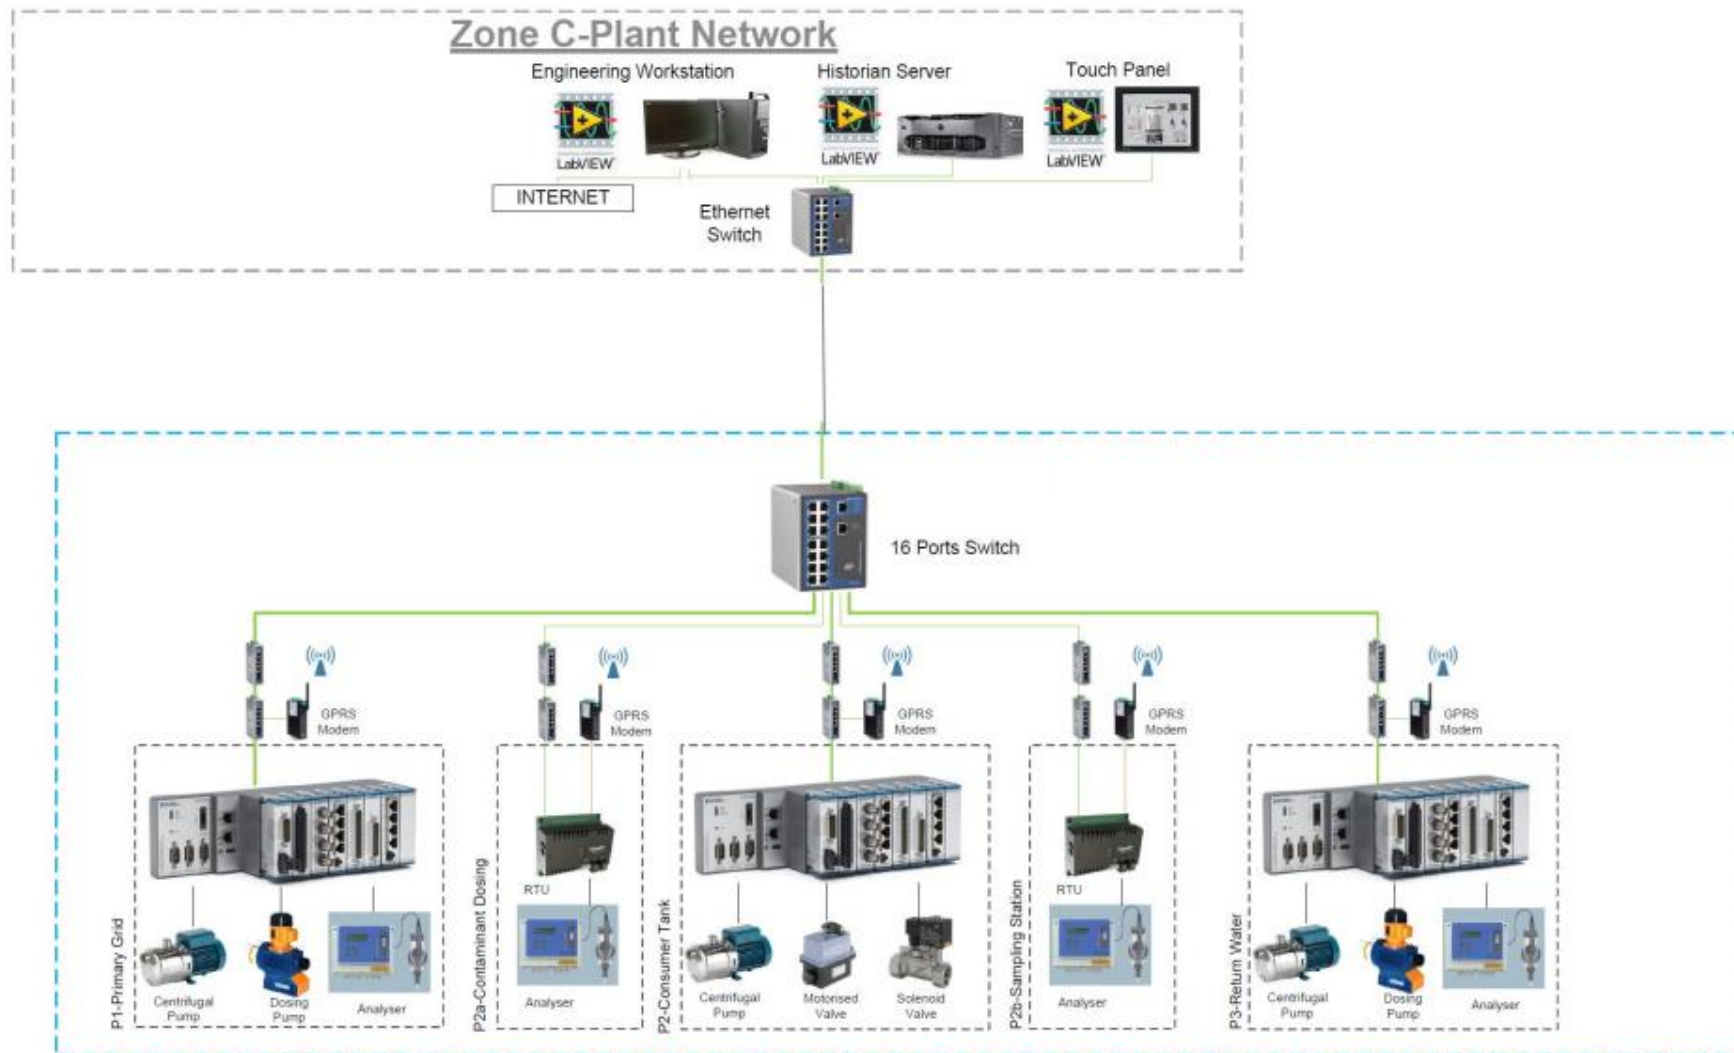 Zone C-Plant Network
Engineering Workstation
Historian Server
Touch Panel
LabVIEW
LabVIEW
LabVIEW
INTERNET
Ethernet
Switch
16 Ports Switch
GPRS
Modem
GPRS
Modem
GPRS
Modem
GPRS
Modem
GPRS
Modem
P1-Primary Grid
Centrifugal
Pump
Dosing
Pump
Analyser
P2a-Contaminant Dosing
RTU
Analyser
P2-Consumer Tank
Centrifugal
Pump
Motorised
Valve
Solenoid
Valve
P2b-Sampling Station
RTU
Analyser
P3-Return Water
Centrifugal
Pump
Dosing
Pump
Analyser